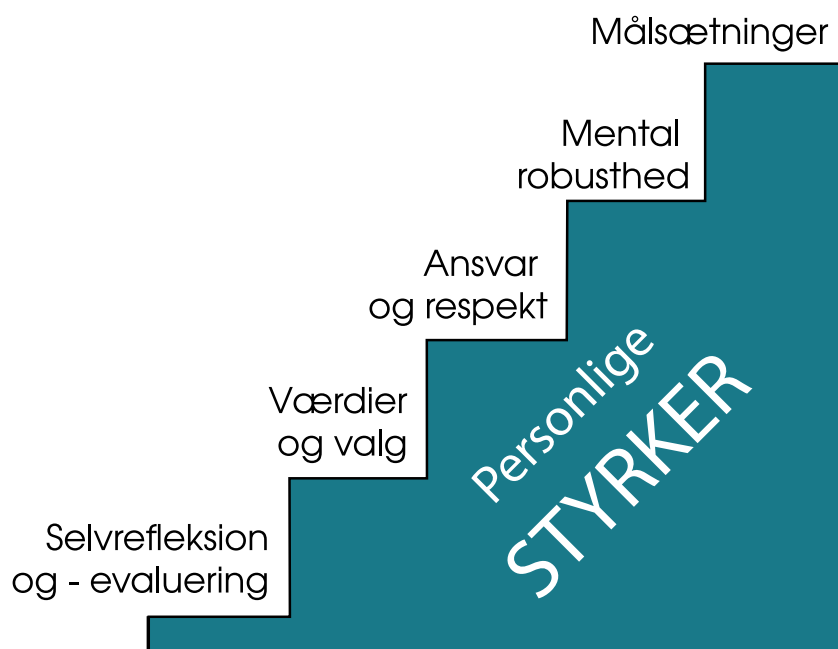 Målsætninger
Mental
robusthed
Ansvar
og respekt
Værdier
og valg
Selvrefleksion
og - evaluering
Personlige
STYRKER